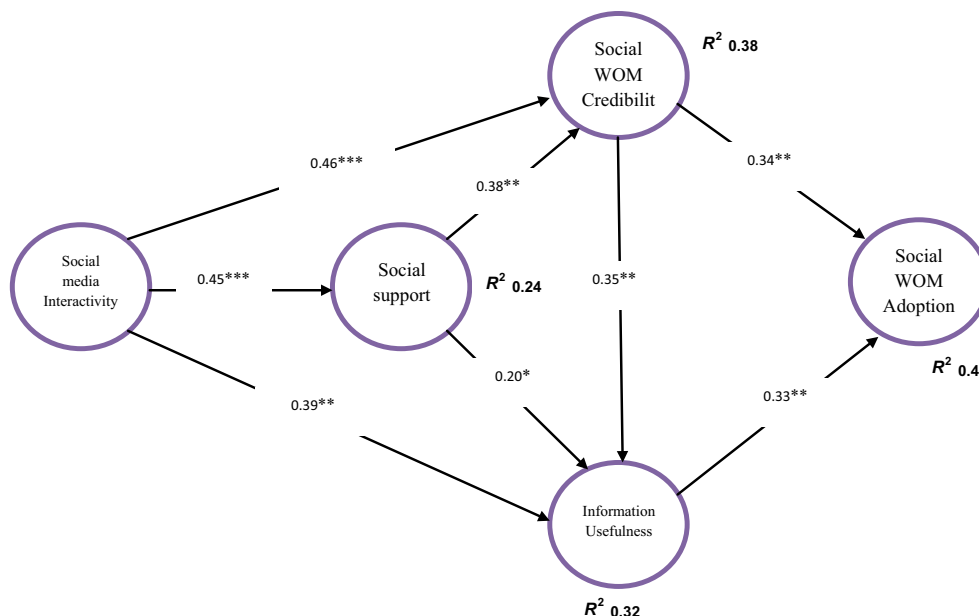 Social
WOM
Credibilit
R² 0.38
0.46***
0.34**
0.38**
Social
media
Interactivity
0.45***
Social
support
R² 0.24
0.35**
Social
WOM
Adoption
R² 0.4
0.20*
0.39**
0.33**
Information
Usefulness
R² 0.32